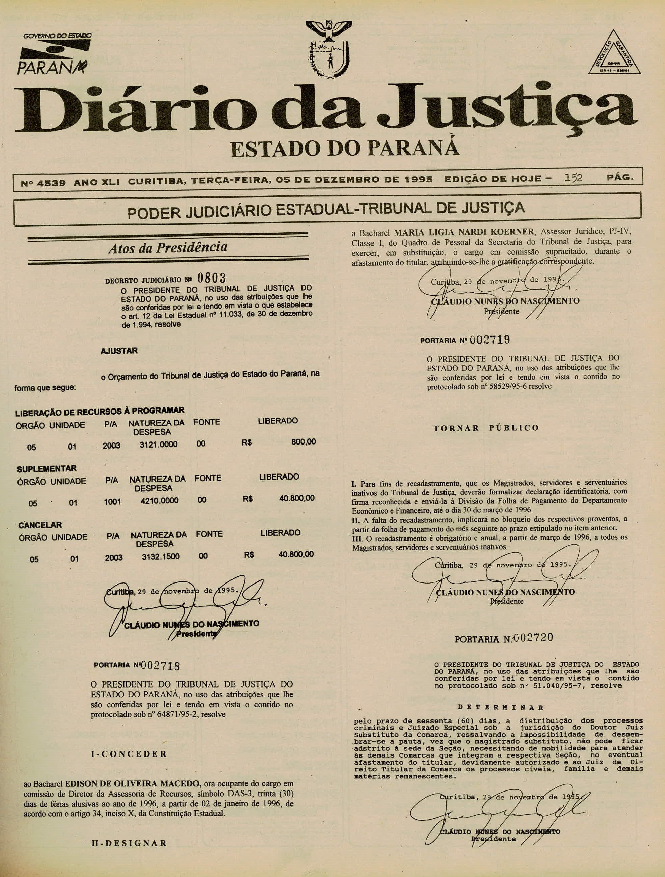 GOVERNO DO ESTADO
PARANÁ
Diário da Justiça
ESTADO DO PARANÁ
Nº 4539 ANO XLI CURITIBA, TERÇA-FEIRA, 05 DE DEZEMBRO DE 1995 EDIÇÃO DE HOJE - 152 PÁG.
PODER JUDICIÁRIO ESTADUAL-TRIBUNAL DE JUSTIÇA
Atos da Presidência
DECRETO JUDICIÁRIO Nº 0803
O PRESIDENTE DO TRIBUNAL DE JUSTIÇA DO
ESTADO DO PARANÁ, no uso das atribuições que lhe
são conferidas por lei e tendo em vista o que estabelece
o art. 12 da Lei Estadual nº 11.033, de 30 de dezembro
de 1.994, resolve
AJUSTAR
o Orçamento do Tribunal de Justiça do Estado do Paraná, na
forma que segue:
LIBERAÇÃO DE RECURSOS À PROGRAMAR
ÓRGÃO UNIDADE P/A NATUREZA DA FONTE LIBERADO
DESPESA
05 01 2003 3121.0000 00 R$ 800,00
SUPLEMENTAR
ÓRGÃO UNIDADE P/A NATUREZA DA FONTE LIBERADO
DESPESA
05 01 1001 4210.0000 00 R$ 40.800,00
CANCELAR
ÓRGÃO UNIDADE P/A NATUREZA DA FONTE LIBERADO
DESPESA
05 01 2003 3132.1500 00 R$ 40.800,00
Curitiba, 29 de novembro de 1995.
CLÁUDIO NUNES DO NASCIMENTO
Presidente
PORTARIA Nº 002718
O PRESIDENTE DO TRIBUNAL DE JUSTIÇA DO
ESTADO DO PARANÁ, no uso das atribuições que lhe
são conferidas por lei e tendo em vista o contido no
protocolado sob nº 64871/95-2, resolve
I - CONCEDER
ao Bacharel EDISON DE OLIVEIRA MACEDO, ora ocupante do cargo em
comissão de Diretor da Assessoria de Recursos, símbolo DAS-3, trinta (30)
dias de férias alusivas ao ano de 1996, a partir de 02 de janeiro de 1996, de
acordo com o artigo 34, inciso X, da Constituição Estadual.
II - DESIGNAR
a Bacharel MARIA LIGIA NARDI KOERNER, Assessor Jurídico, PJ-IV,
Classe I, do Quadro de Pessoal da Secretaria do Tribunal de Justiça, para
exercer, em substituição, o cargo em comissão supracitado, durante o
afastamento do titular, atribuindo-se-lhe a gratificação correspondente.
Curitiba, 29 de novembro de 1995.
CLÁUDIO NUNES DO NASCIMENTO
Presidente
PORTARIA Nº 002719
O PRESIDENTE DO TRIBUNAL DE JUSTIÇA DO
ESTADO DO PARANÁ, no uso das atribuições que lhe
são conferidas por lei e tendo em vista o contido no
protocolado sob nº 58529/95-6 resolve
TORNAR PÚBLICO
I. Para fins de recadastramento, que os Magistrados, servidores e serventuários
inativos do Tribunal de Justiça, deverão formalizar declaração identificatória, com
firma reconhecida e enviá-la à Divisão da Folha de Pagamento do Departamento
Econômico e Financeiro, até o dia 30 de março de 1996
II. A falta do recadastramento, implicará no bloqueio dos respectivos proventos, a
partir da folha de pagamento do mês seguinte no prazo estipulado no item anterior.
III. O recadastramento é obrigatório e anual, a partir de março de 1996, a todos os
Magistrados, servidores e serventuários inativos.
Curitiba, 29 de novembro de 1995.
CLÁUDIO NUNES DO NASCIMENTO
Presidente
PORTARIA N.002720
O PRESIDENTE DO TRIBUNAL DE JUSTIÇA DO ESTADO
DO PARANÁ, no uso das atribuições que lhe são
conferidas por lei e tendo em vista o contido
no protocolado sob nº 51.040/95-7, resolve
DETERMINAR
pelo prazo de sessenta (60) dias, a distribuição dos processos
criminais e Juizado Especial sob a jurisdição do Doutor Juiz
Substituto da comarca, ressalvando a impossibilidade de desmem-
brar-se a pauta, vez que o magistrado substituto, não pode ficar
adstrito à sede da Seção, necessitando de mobilidade para atender
às demais Comarcas que integram a respectiva Seção, no eventual
afastamento do titular, devidamente autorizado e ao Juiz de Di-
reito Titular da Comarca os processos cíveis, família e demais
matérias remanescentes.
Curitiba, 29 de novembro de 1995.
CLÁUDIO NUNES DO NASCIMENTO
Presidente